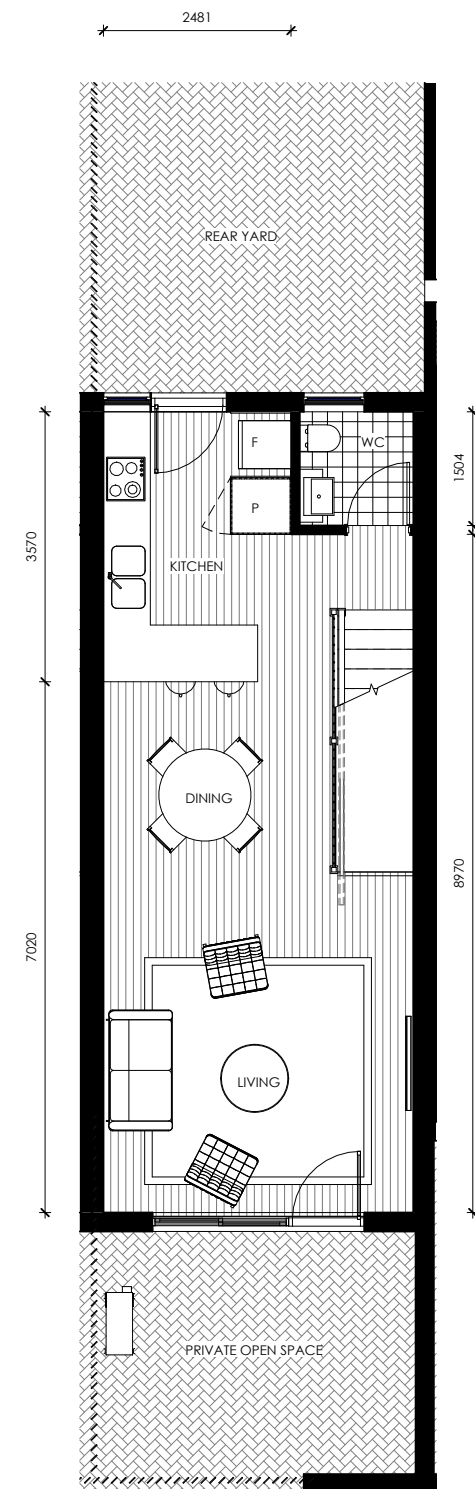 2481
REAR YARD
F
WC
1504
P
3570
KITCHEN
DINING
8970
7020
LIVING
PRIVATE OPEN SPACE